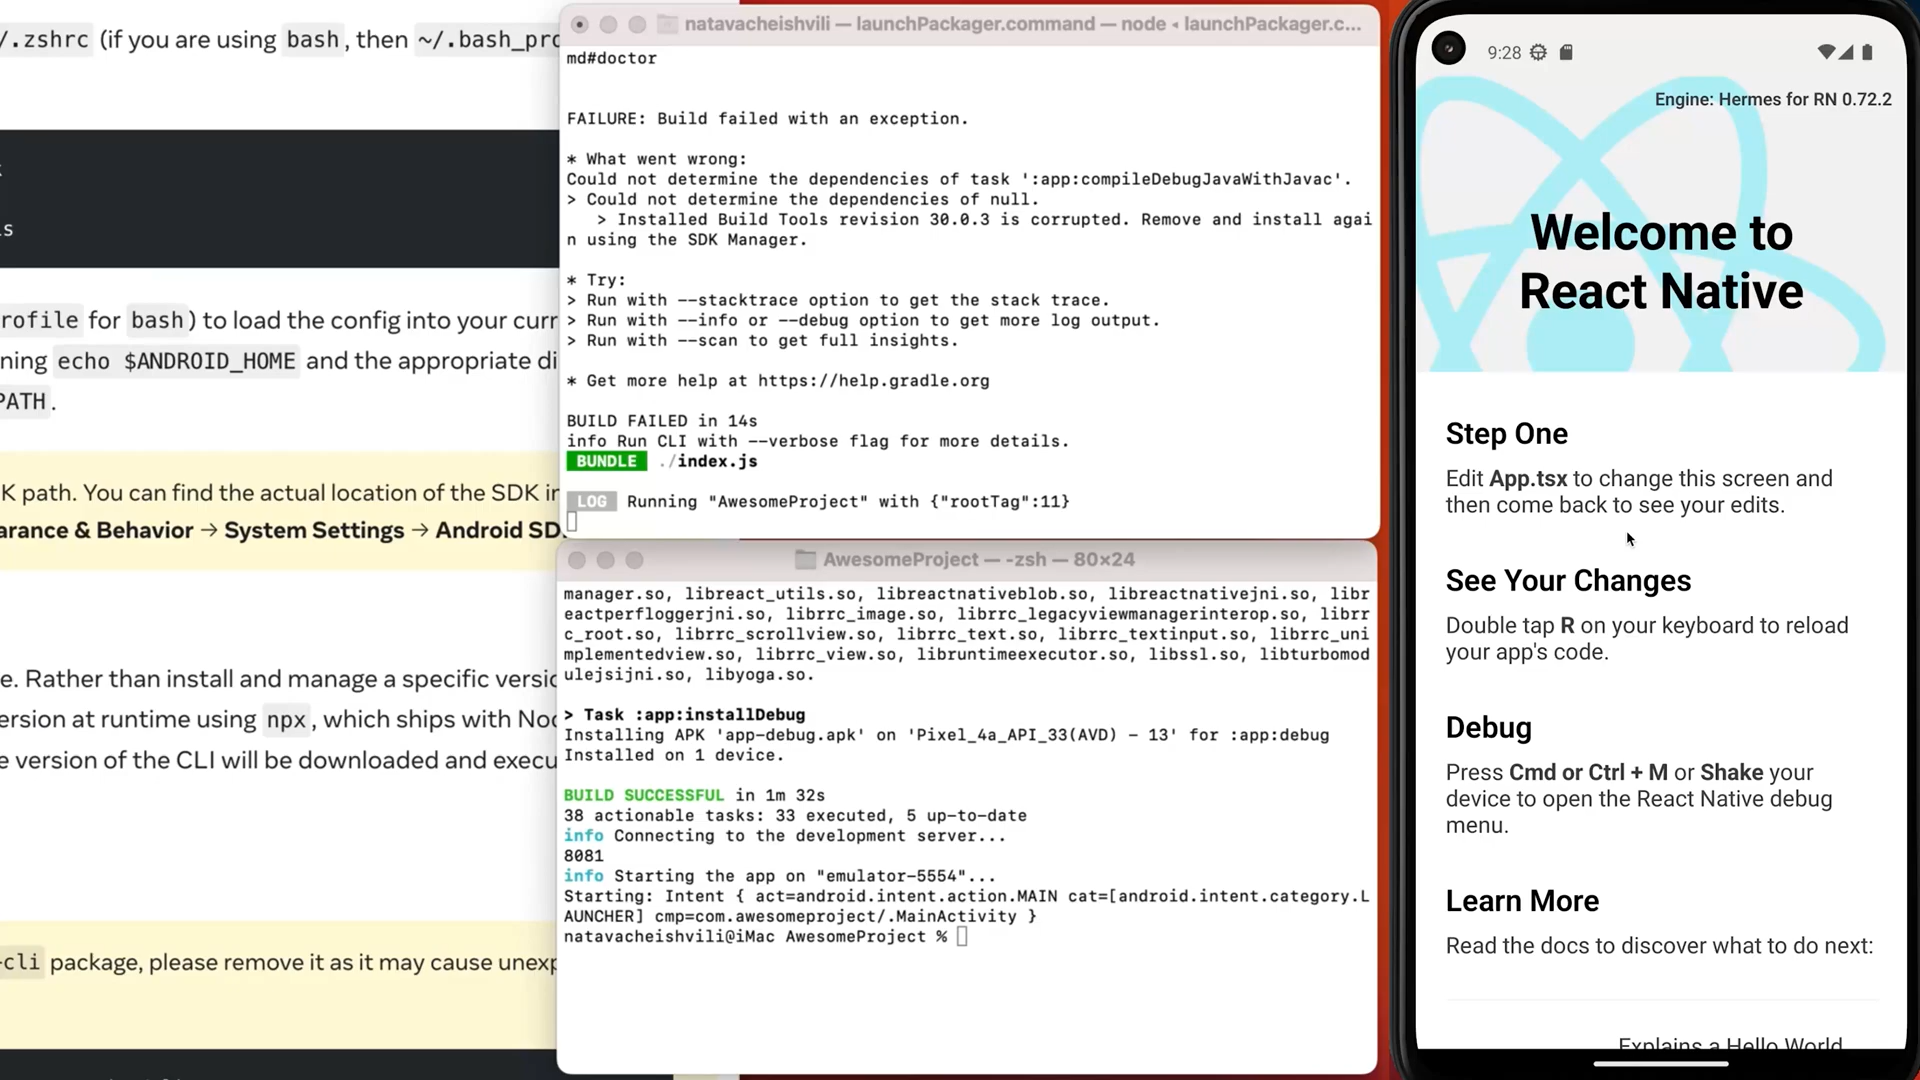 /.zshrc (if you are using bash, then ~/.bash_pro
s
rofile for bash) to load the config into your curr
ning echo $ANDROID_HOME and the appropriate di
PATH.
K path. You can find the actual location of the SDK in
arance & Behavior → System Settings → Android SD
e. Rather than install and manage a specific versio
ersion at runtime using npx, which ships with Nod
e version of the CLI will be downloaded and execu
-cli package, please remove it as it may cause unexp
natavacheishvili — launchPackager.command — node ◂ launchPackager.c...
md#doctor
FAILURE: Build failed with an exception.
* What went wrong:
Could not determine the dependencies of task ':app:compileDebugJavaWithJavac'.
> Could not determine the dependencies of null.
> Installed Build Tools revision 30.0.3 is corrupted. Remove and install agai
n using the SDK Manager.
* Try:
> Run with --stacktrace option to get the stack trace.
> Run with --info or --debug option to get more log output.
> Run with --scan to get full insights.
* Get more help at https://help.gradle.org
BUILD FAILED in 14s
info Run CLI with --verbose flag for more details.
BUNDLE ./index.js
LOG Running "AwesomeProject" with {"rootTag":11}
AwesomeProject — -zsh — 80×24
manager.so, libreact_utils.so, libreactnativeblob.so, libreactnativejni.so, libr
eactperfloggerjni.so, librrc_image.so, librrc_legacyviewmanagerinterop.so, librr
c_root.so, librrc_scrollview.so, librrc_text.so, librrc_textinput.so, librrc_uni
mplementedview.so, librrc_view.so, libruntimeexecutor.so, libssl.so, libturbomod
ulejsijni.so, libyoga.so.
> Task :app:installDebug
Installing APK 'app-debug.apk' on 'Pixel_4a_API_33(AVD) - 13' for :app:debug
Installed on 1 device.
BUILD SUCCESSFUL in 1m 32s
38 actionable tasks: 33 executed, 5 up-to-date
info Connecting to the development server...
8081
info Starting the app on "emulator-5554"...
Starting: Intent { act=android.intent.action.MAIN cat=[android.intent.category.L
AUNCHER] cmp=com.awesomeproject/.MainActivity }
natavacheishvili@iMac AwesomeProject %
9:28
Engine: Hermes for RN 0.72.2
Welcome to
React Native
Step One
Edit App.tsx to change this screen and
then come back to see your edits.
See Your Changes
Double tap R on your keyboard to reload
your app's code.
Debug
Press Cmd or Ctrl + M or Shake your
device to open the React Native debug
menu.
Learn More
Read the docs to discover what to do next:
Explains a Hello World